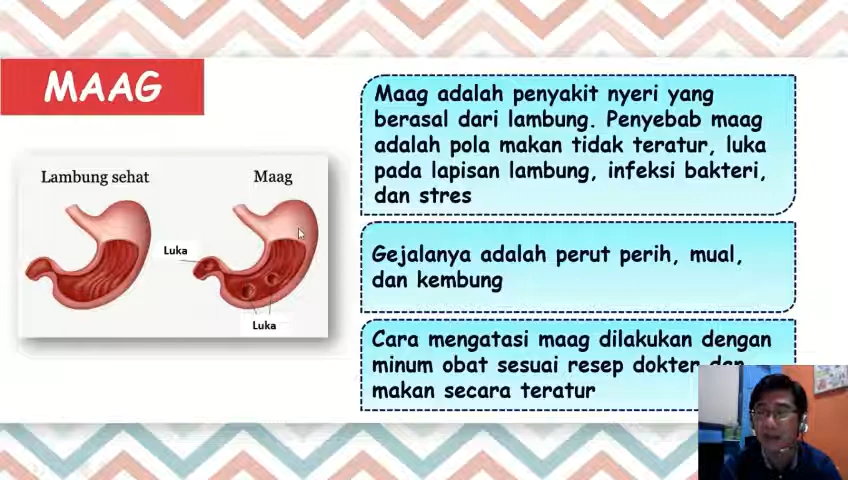 MAAG
Lambung sehat
Maag
Luka
Luka
Maag adalah penyakit nyeri yang
berasal dari lambung. Penyebab maag
adalah pola makan tidak teratur, luka
pada lapisan lambung, infeksi bakteri,
dan stres
Gejalanya adalah perut perih, mual,
dan kembung
Cara mengatasi maag dilakukan dengan
minum obat sesuai resep dokter dan
makan secara teratur